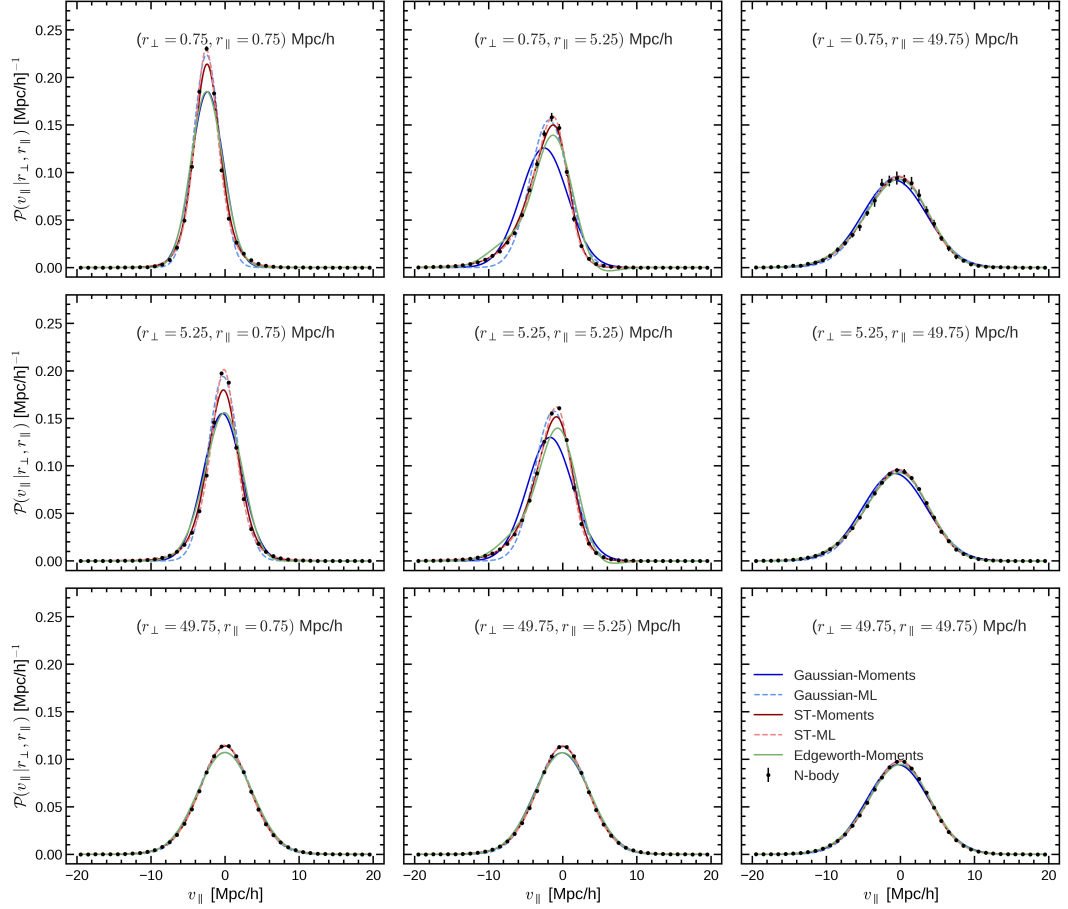 (r⊥ = 0.75, r∥ = 0.75) Mpc/h
(r⊥ = 0.75, r∥ = 5.25) Mpc/h
(r⊥ = 0.75, r∥ = 49.75) Mpc/h
P(v∥|r⊥, r∥) [Mpc/h]⁻¹
0.25
0.20
0.15
0.10
0.05
0.00
(r⊥ = 5.25, r∥ = 0.75) Mpc/h
(r⊥ = 5.25, r∥ = 5.25) Mpc/h
(r⊥ = 5.25, r∥ = 49.75) Mpc/h
P(v∥|r⊥, r∥) [Mpc/h]⁻¹
0.25
0.20
0.15
0.10
0.05
0.00
(r⊥ = 49.75, r∥ = 0.75) Mpc/h
(r⊥ = 49.75, r∥ = 5.25) Mpc/h
(r⊥ = 49.75, r∥ = 49.75) Mpc/h
P(v∥|r⊥, r∥) [Mpc/h]⁻¹
0.25
0.20
0.15
0.10
0.05
0.00
Gaussian-Moments
Gaussian-ML
ST-Moments
ST-ML
Edgeworth-Moments
N-body
−20 −10 0 10 20
−20 −10 0 10 20
−20 −10 0 10 20
v∥ [Mpc/h]
v∥ [Mpc/h]
v∥ [Mpc/h]